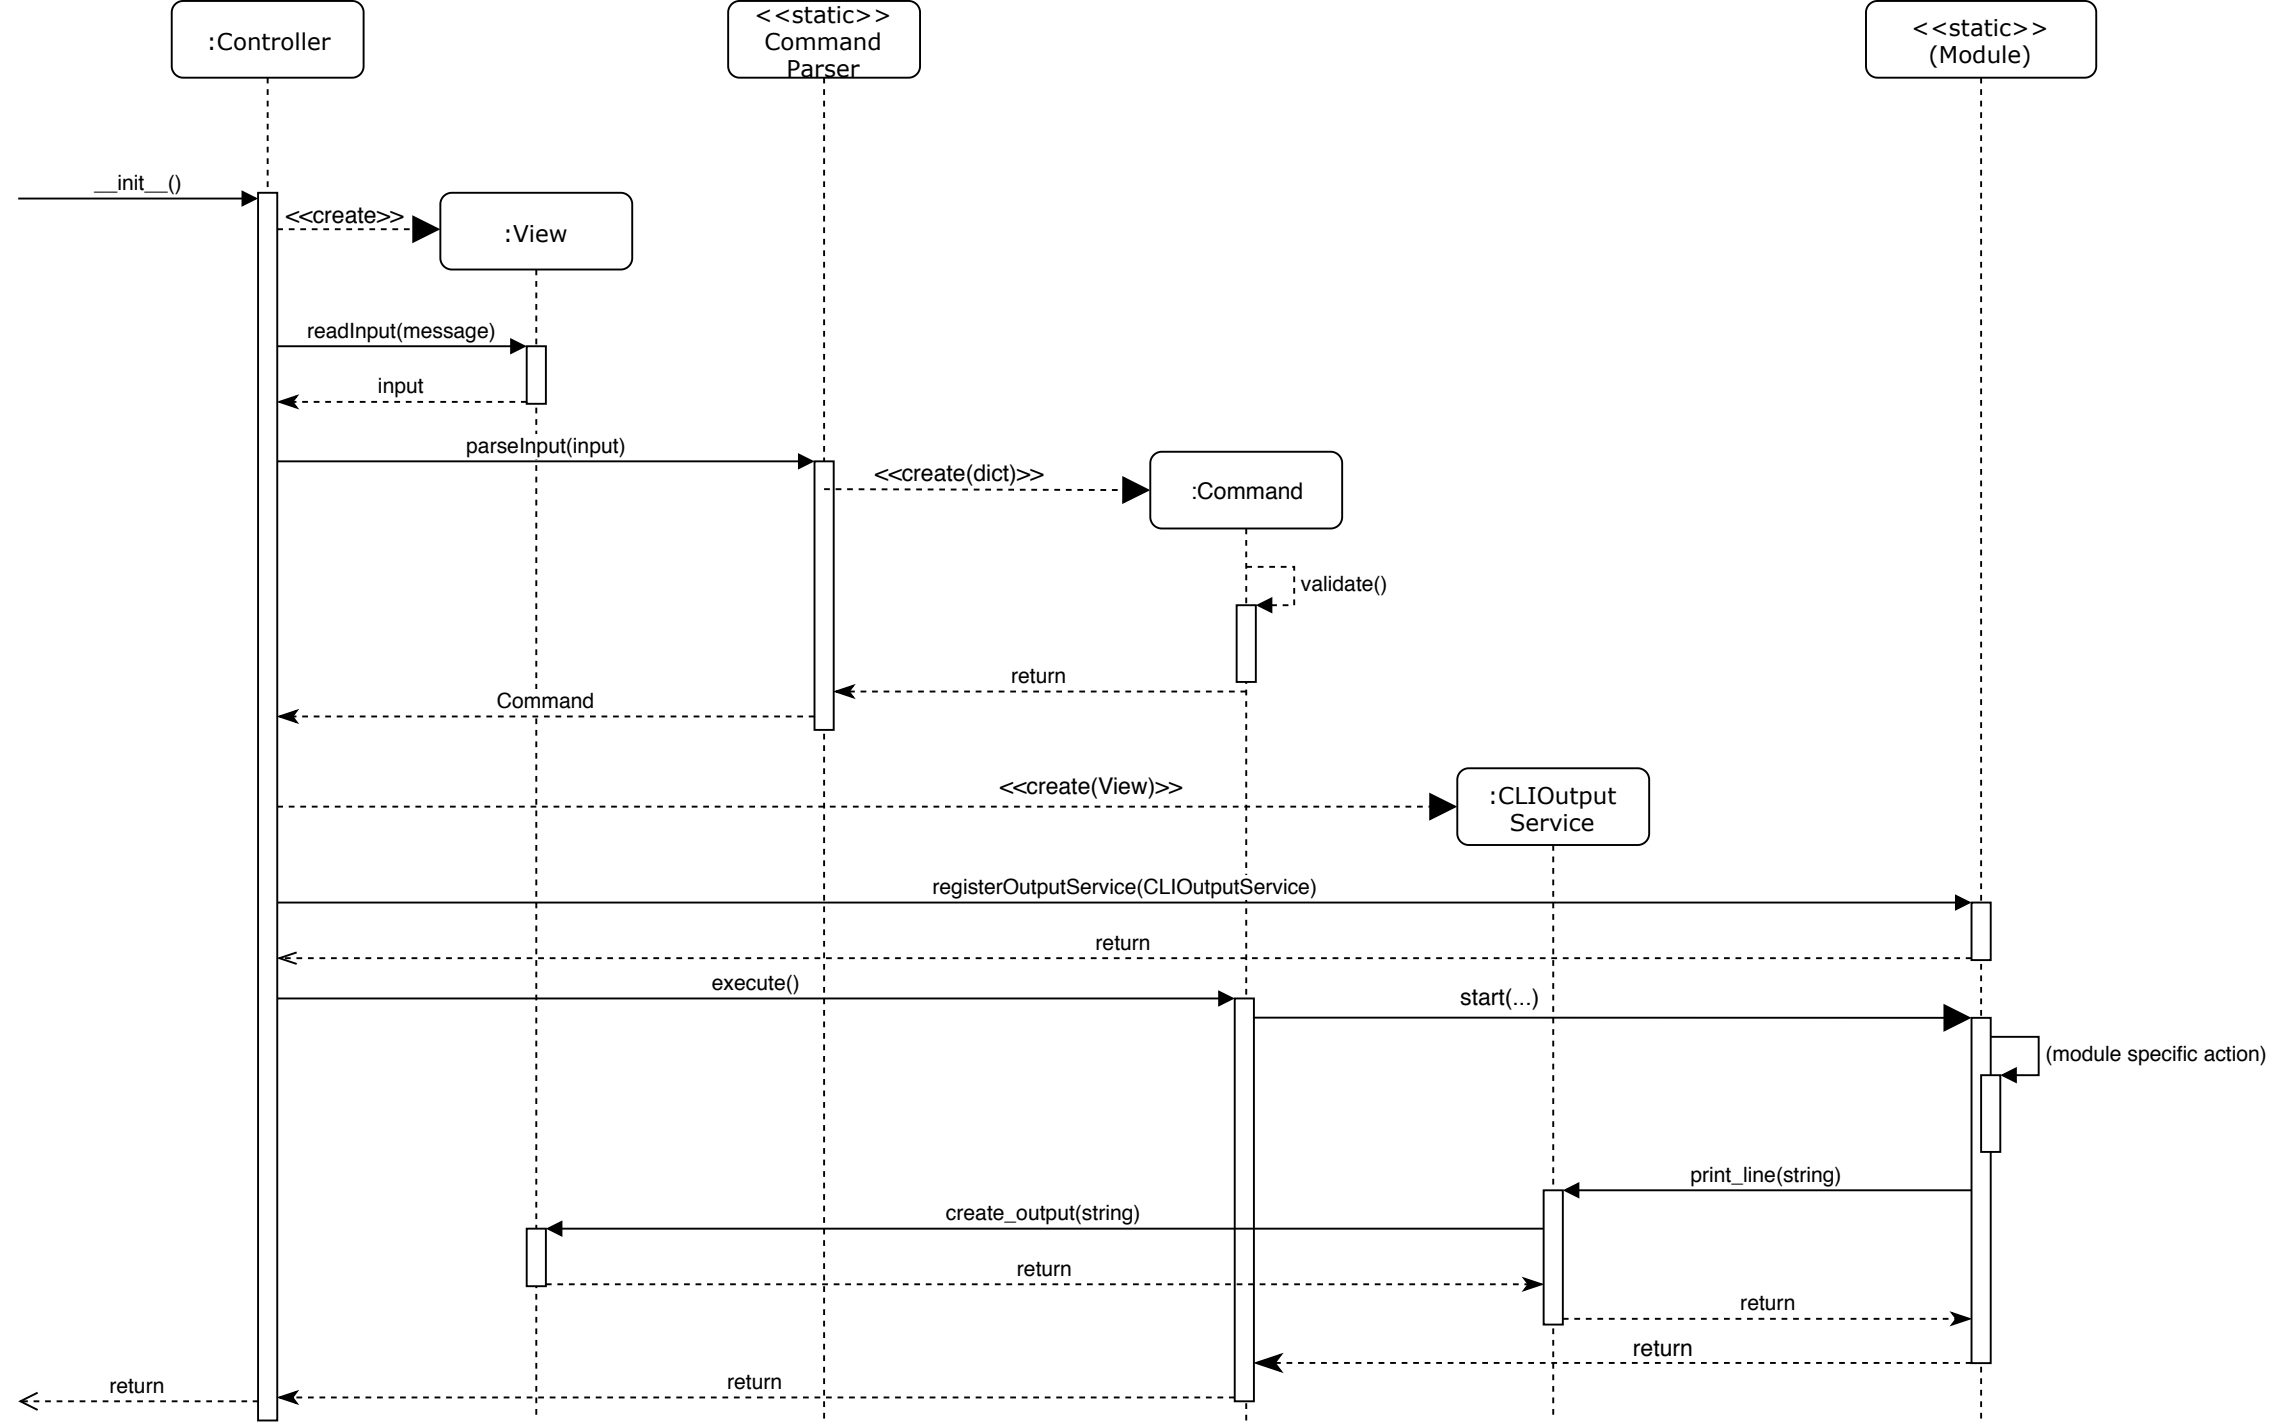 :Controller
<<static>>
Command
Parser
<<static>>
(Module)
__init__()
<<create>>
:View
readInput(message)
input
parseInput(input)
<<create(dict)>>
:Command
validate()
return
Command
<<create(View)>>
:CLIOutput
Service
registerOutputService(CLIOutputService)
return
execute()
start(...)
(module specific action)
print_line(string)
create_output(string)
return
return
return
return
return